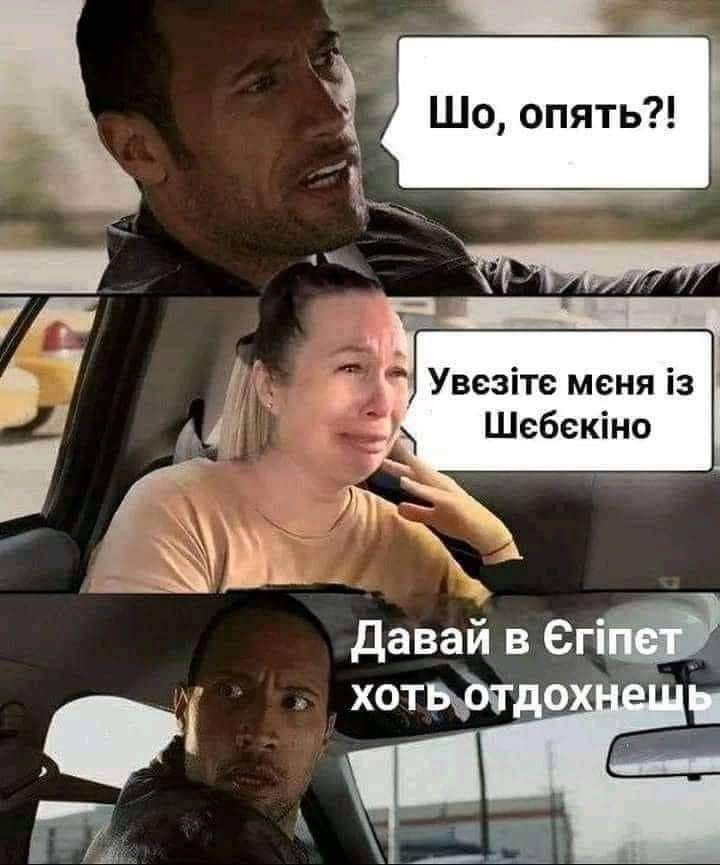 Шо, опять?!
Увєзітє мєня із
Шєбєкіно
Давай в Єгіпєт
хоть отдохнешь